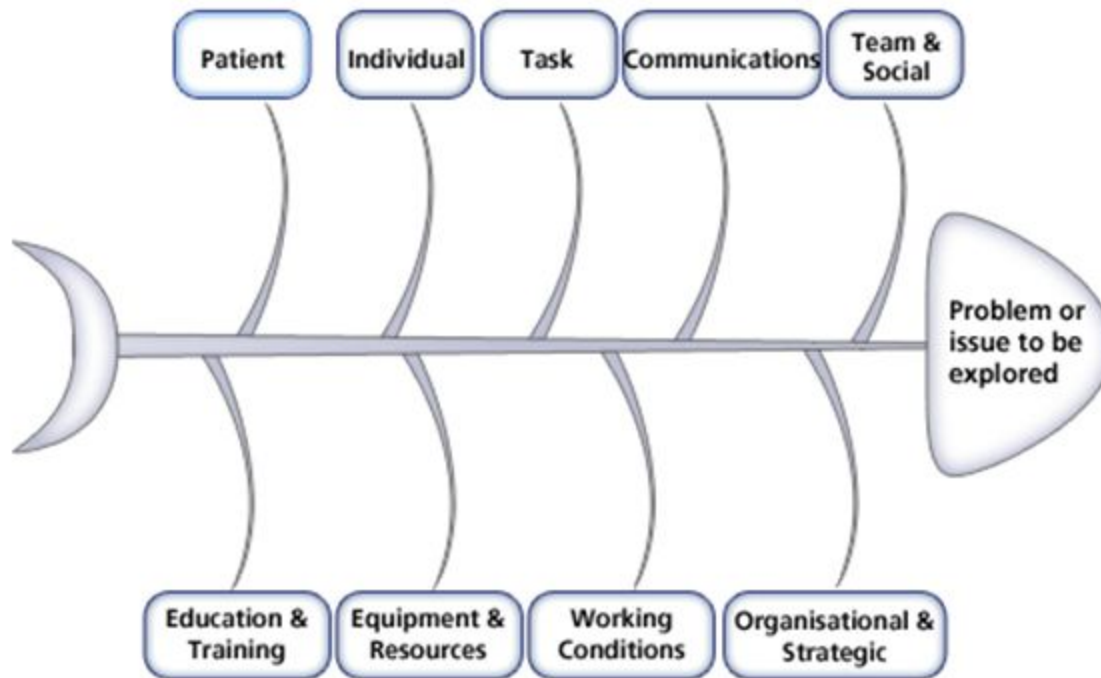 Patient
Individual
Task
Communications
Team &
Social
Problem or
issue to be
explored
Education &
Training
Equipment &
Resources
Working
Conditions
Organisational &
Strategic